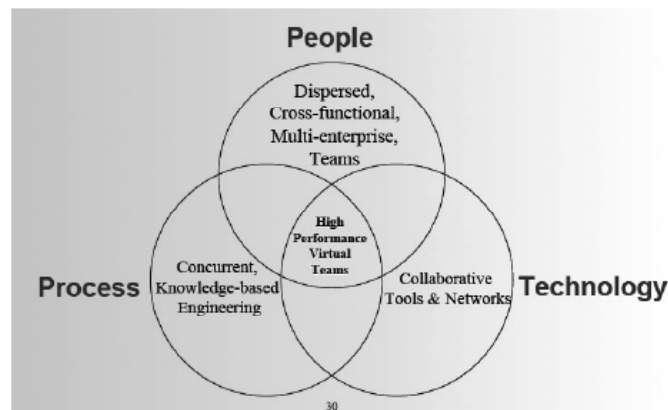 People
Dispersed,
Cross-functional,
Multi-enterprise,
Teams
High
Performance
Virtual
Teams
Process
Concurrent,
Knowledge-based
Engineering
Collaborative
Tools & Networks
Technology
30